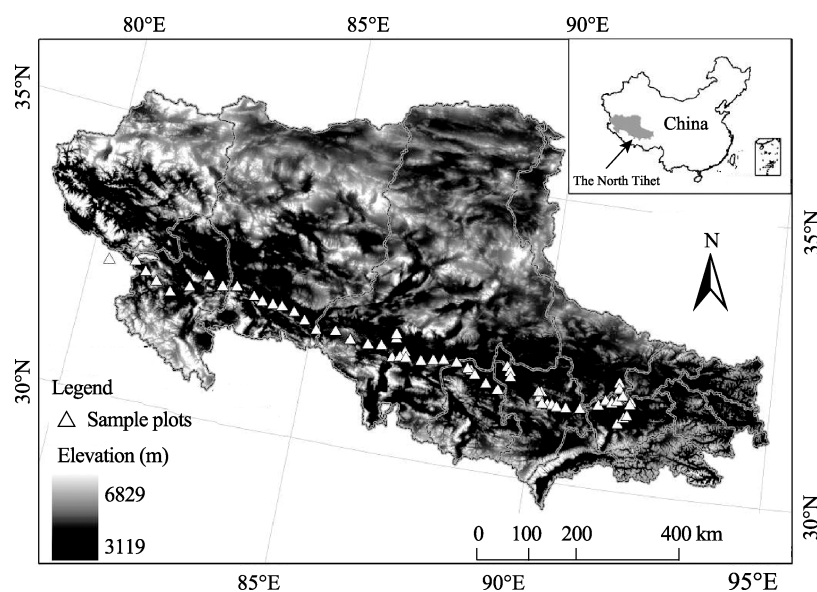 80°E
85°E
90°E
35°N
China
The North Tihet
35°N
N
30°N
Legend
Sample plots
Elevation (m)
6829
3119
0 100 200 400 km
30°N
85°E
90°E
95°E